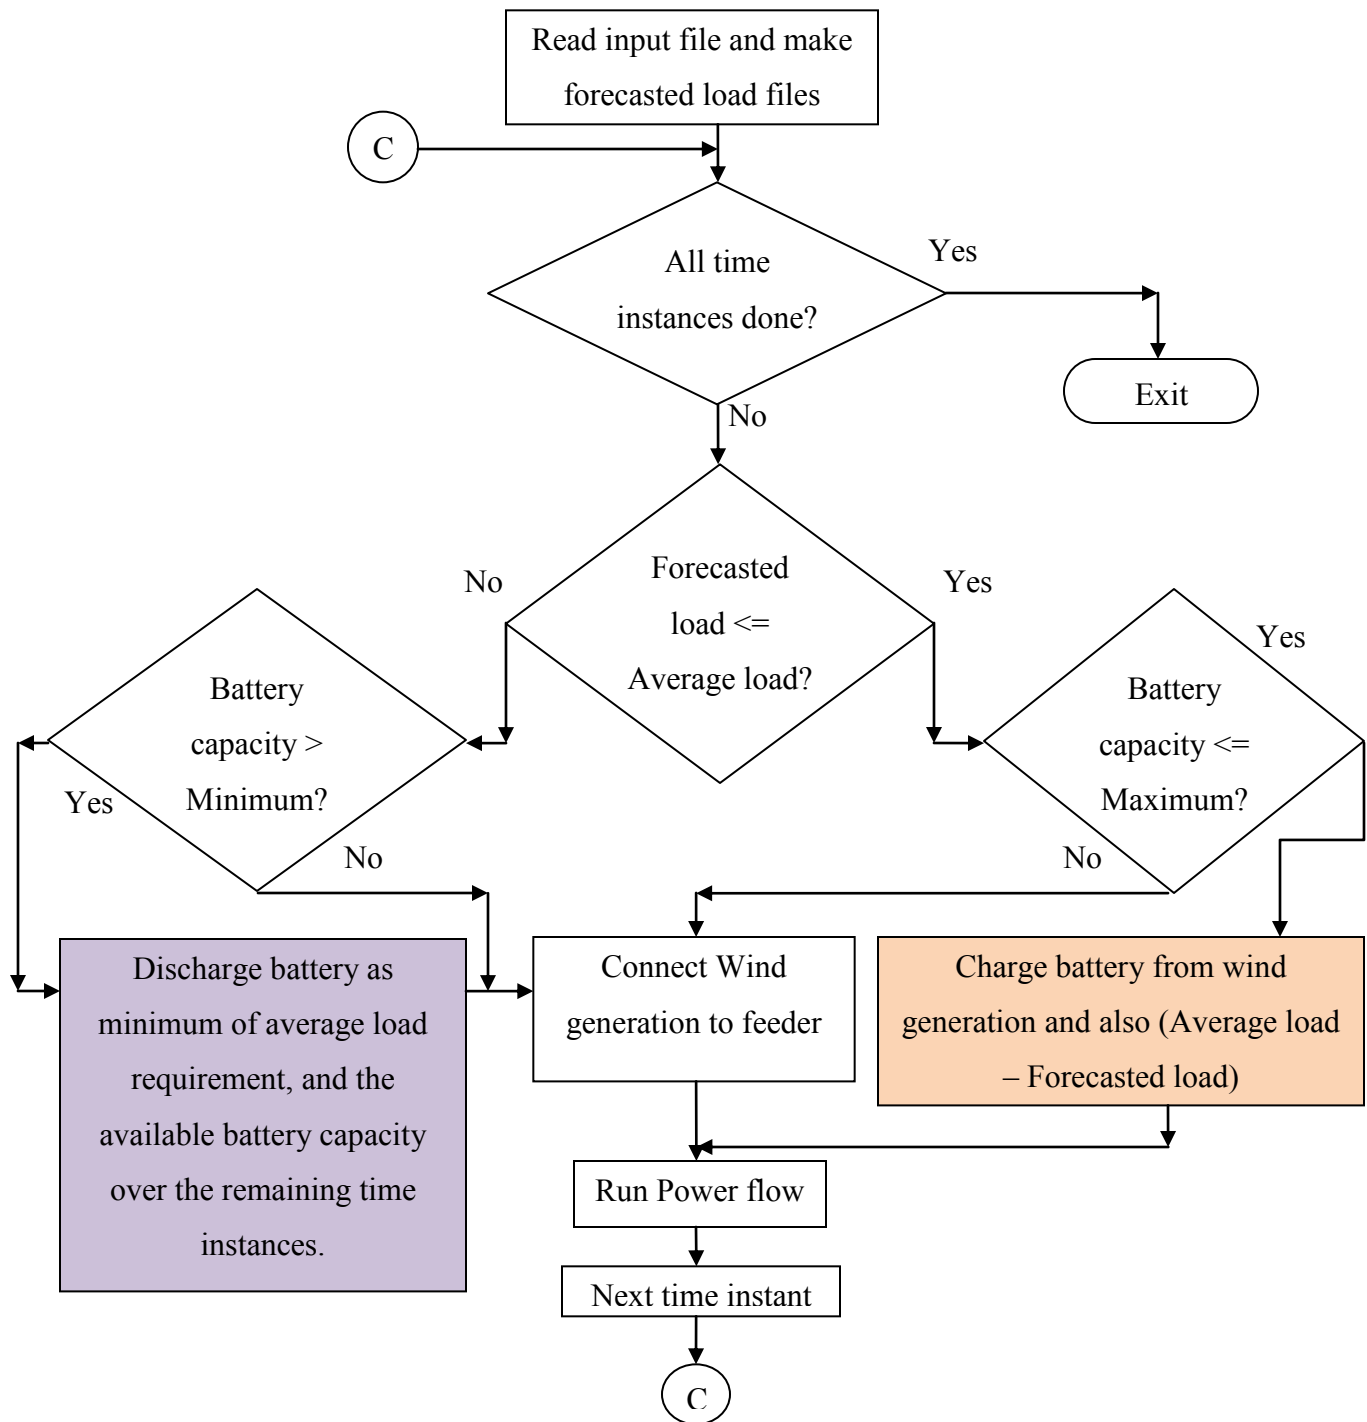 Read input file and make
forecasted load files
C
All time
instances done?
Yes
Exit
No
Forecasted
load <=
Average load?
No
Yes
Battery
capacity >
Minimum?
Yes
No
Battery
capacity <=
Maximum?
Yes
No
Discharge battery as
minimum of average load
requirement, and the
available battery capacity
over the remaining time
instances.
Connect Wind
generation to feeder
Charge battery from wind
generation and also (Average load
– Forecasted load)
Run Power flow
Next time instant
C